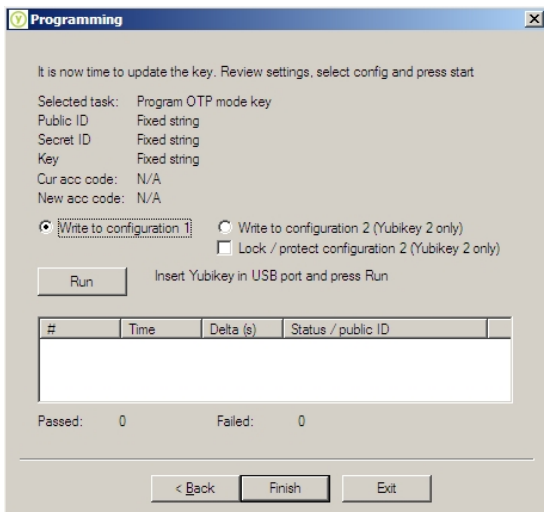 Programming
It is now time to update the key. Review settings, select config and press start
Selected task: Program OTP mode key
Public ID Fixed string
Secret ID Fixed string
Key Fixed string
Cur acc code: N/A
New acc code: N/A
Write to configuration 1 Write to configuration 2 (Yubikey 2 only)
Lock / protect configuration 2 (Yubikey 2 only)
Run Insert Yubikey in USB port and press Run
# Time Delta (s) Status / public ID
Passed: 0 Failed: 0
< Back Finish Exit